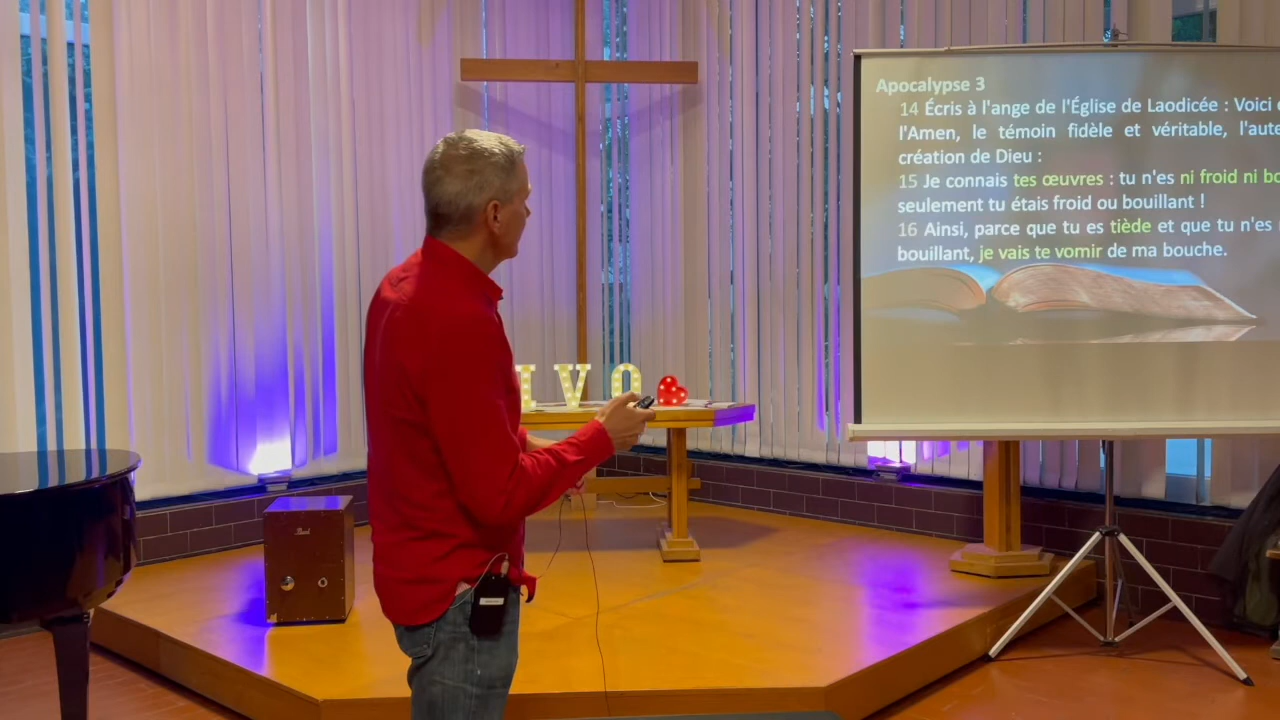 Apocalypse 3
14 Écris à l'ange de l'Église de Laodicée : Voici
l'Amen, le témoin fidèle et véritable,
création de Dieu :
15 Je connais tes œuvres : tu n'es ni froid ni
seulement tu étais froid ou bouillant !
16 Ainsi, parce que tu es tiède et que tu n'es
bouillant, je vais te vomir de ma bouche.
VO
Pearl